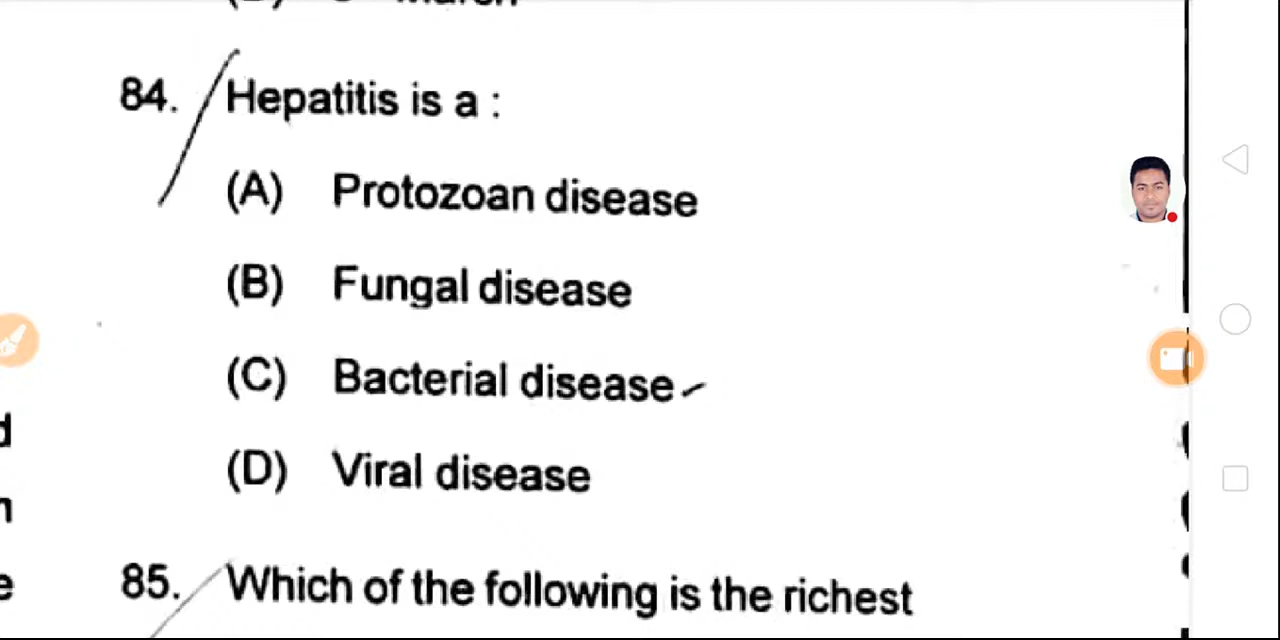 84. Hepatitis is a :
(A) Protozoan disease
(B) Fungal disease
(C) Bacterial disease
(D) Viral disease
85. Which of the following is the richest